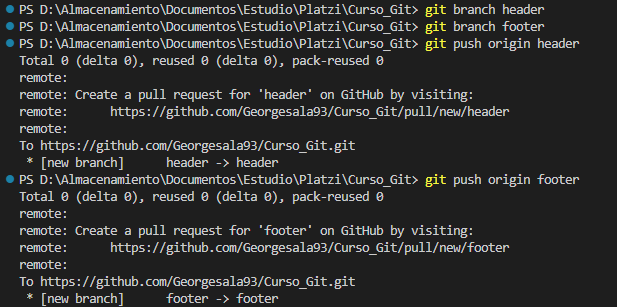 PS D:\Almacenamiento\Documentos\Estudio\Platzi\Curso_Git> git branch header
PS D:\Almacenamiento\Documentos\Estudio\Platzi\Curso_Git> git branch footer
PS D:\Almacenamiento\Documentos\Estudio\Platzi\Curso_Git> git push origin header
Total 0 (delta 0), reused 0 (delta 0), pack-reused 0
remote:
remote: Create a pull request for 'header' on GitHub by visiting:
remote:      https://github.com/Georgesala93/Curso_Git/pull/new/header
remote:
To https://github.com/Georgesala93/Curso_Git.git
 * [new branch]      header -> header
PS D:\Almacenamiento\Documentos\Estudio\Platzi\Curso_Git> git push origin footer
Total 0 (delta 0), reused 0 (delta 0), pack-reused 0
remote:
remote: Create a pull request for 'footer' on GitHub by visiting:
remote:      https://github.com/Georgesala93/Curso_Git/pull/new/footer
remote:
To https://github.com/Georgesala93/Curso_Git.git
 * [new branch]      footer -> footer